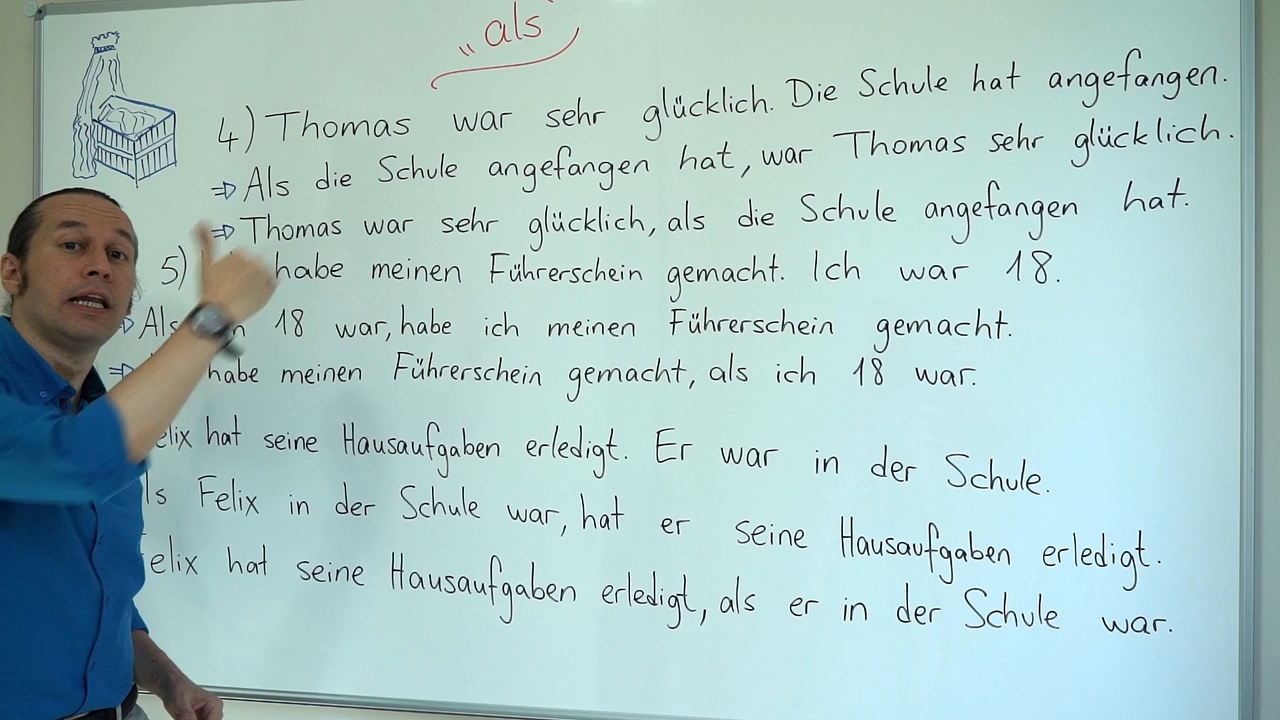 „als“
4) Thomas war sehr glücklich. Die Schule hat angefangen.
⇒ Als die Schule angefangen hat, war Thomas sehr glücklich.
⇒ Thomas war sehr glücklich, als die Schule angefangen hat.
5) habe meinen Führerschein gemacht. Ich war 18.
Als 18 war, habe ich meinen Führerschein gemacht.
⇒ habe meinen Führerschein gemacht, als ich 18 war.
elix hat seine Hausaufgaben erledigt. Er war in der Schule.
ls Felix in der Schule war, hat er seine Hausaufgaben erledigt.
Felix hat seine Hausaufgaben erledigt, als er in der Schule war.